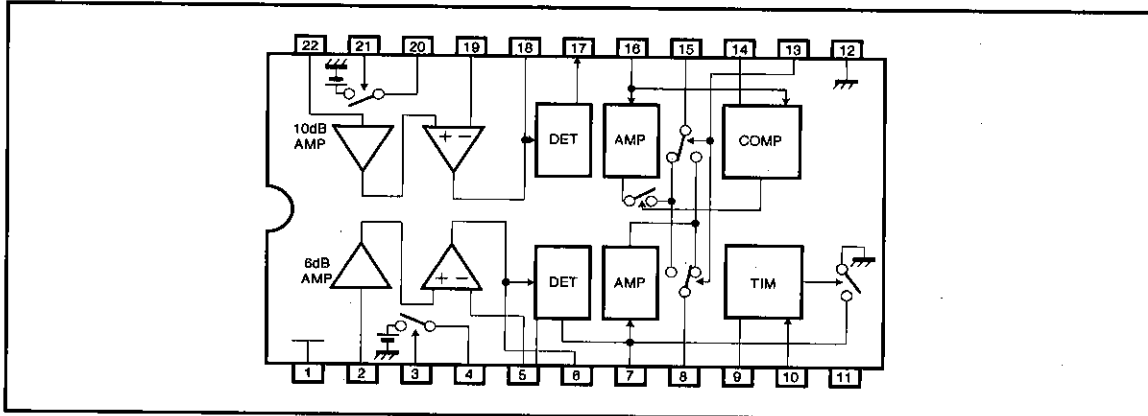 22 21 20 19 18 17 16 15 14 13 12
10dB
AMP
+ −
DET
AMP
COMP
6dB
AMP
+ −
DET
AMP
TIM
1 2 3 4 5 6 7 8 9 10 11